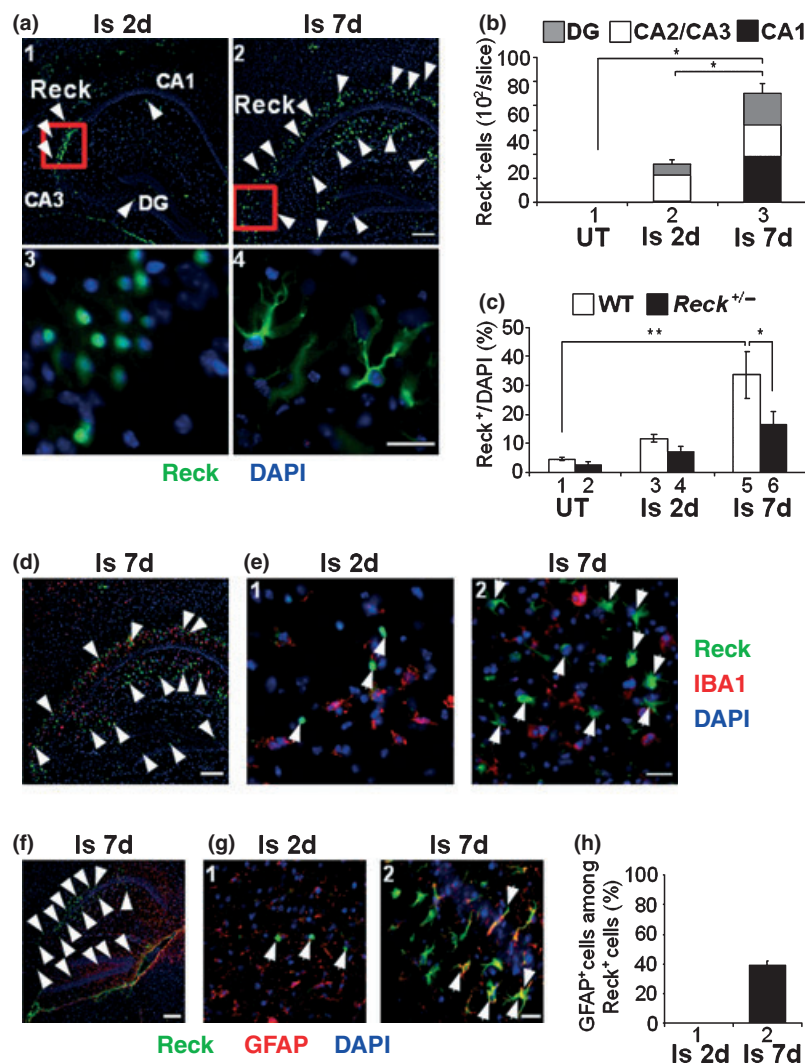 (a)
Is 2d
Is 7d
1
Reck
CA1
CA3
DG
2
Reck
3
4
Reck DAPI
(b)
DG CA2/CA3 CA1
Reck+cells (10²/slice)
100
80
60
40
20
0
*
*
1 2 3
UT Is 2d Is 7d
(c)
WT Reck+/−
Reck+/DAPI (%)
50
40
30
20
10
0
**
*
1 2 3 4 5 6
UT Is 2d Is 7d
(d)
Is 7d
(e)
Is 2d
Is 7d
1
2
Reck
IBA1
DAPI
(f)
Is 7d
(g)
Is 2d
Is 7d
1
2
Reck GFAP DAPI
(h)
GFAP+cells among
Reck+ cells (%)
100
80
60
40
20
0
1 2
Is 2d Is 7d